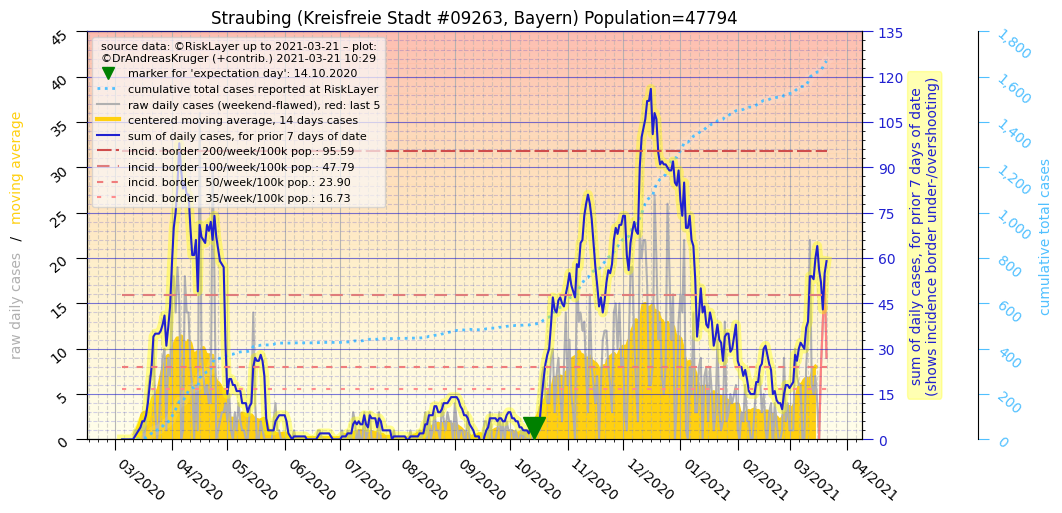 Straubing (Kreisfreie Stadt #09263, Bayern) Population=47794
source data: ©RiskLayer up to 2021-03-21 – plot:
©DrAndreasKruger (+contrib.) 2021-03-21 10:29
marker for 'expectation day': 14.10.2020
cumulative total cases reported at RiskLayer
raw daily cases (weekend-flawed), red: last 5
centered moving average, 14 days cases
sum of daily cases, for prior 7 days of date
incid. border 200/week/100k pop.: 95.59
incid. border 100/week/100k pop.: 47.79
incid. border  50/week/100k pop.: 23.90
incid. border  35/week/100k pop.: 16.73
raw daily cases / moving average
45
40
35
30
25
20
15
10
5
0
03/2020
04/2020
05/2020
06/2020
07/2020
08/2020
09/2020
10/2020
11/2020
12/2020
01/2021
02/2021
03/2021
04/2021
135
120
105
90
75
60
45
30
15
0
sum of daily cases, for prior 7 days of date
(shows incidence border under-/overshooting)
1,800
1,600
1,400
1,200
1,000
800
600
400
200
0
cumulative total cases